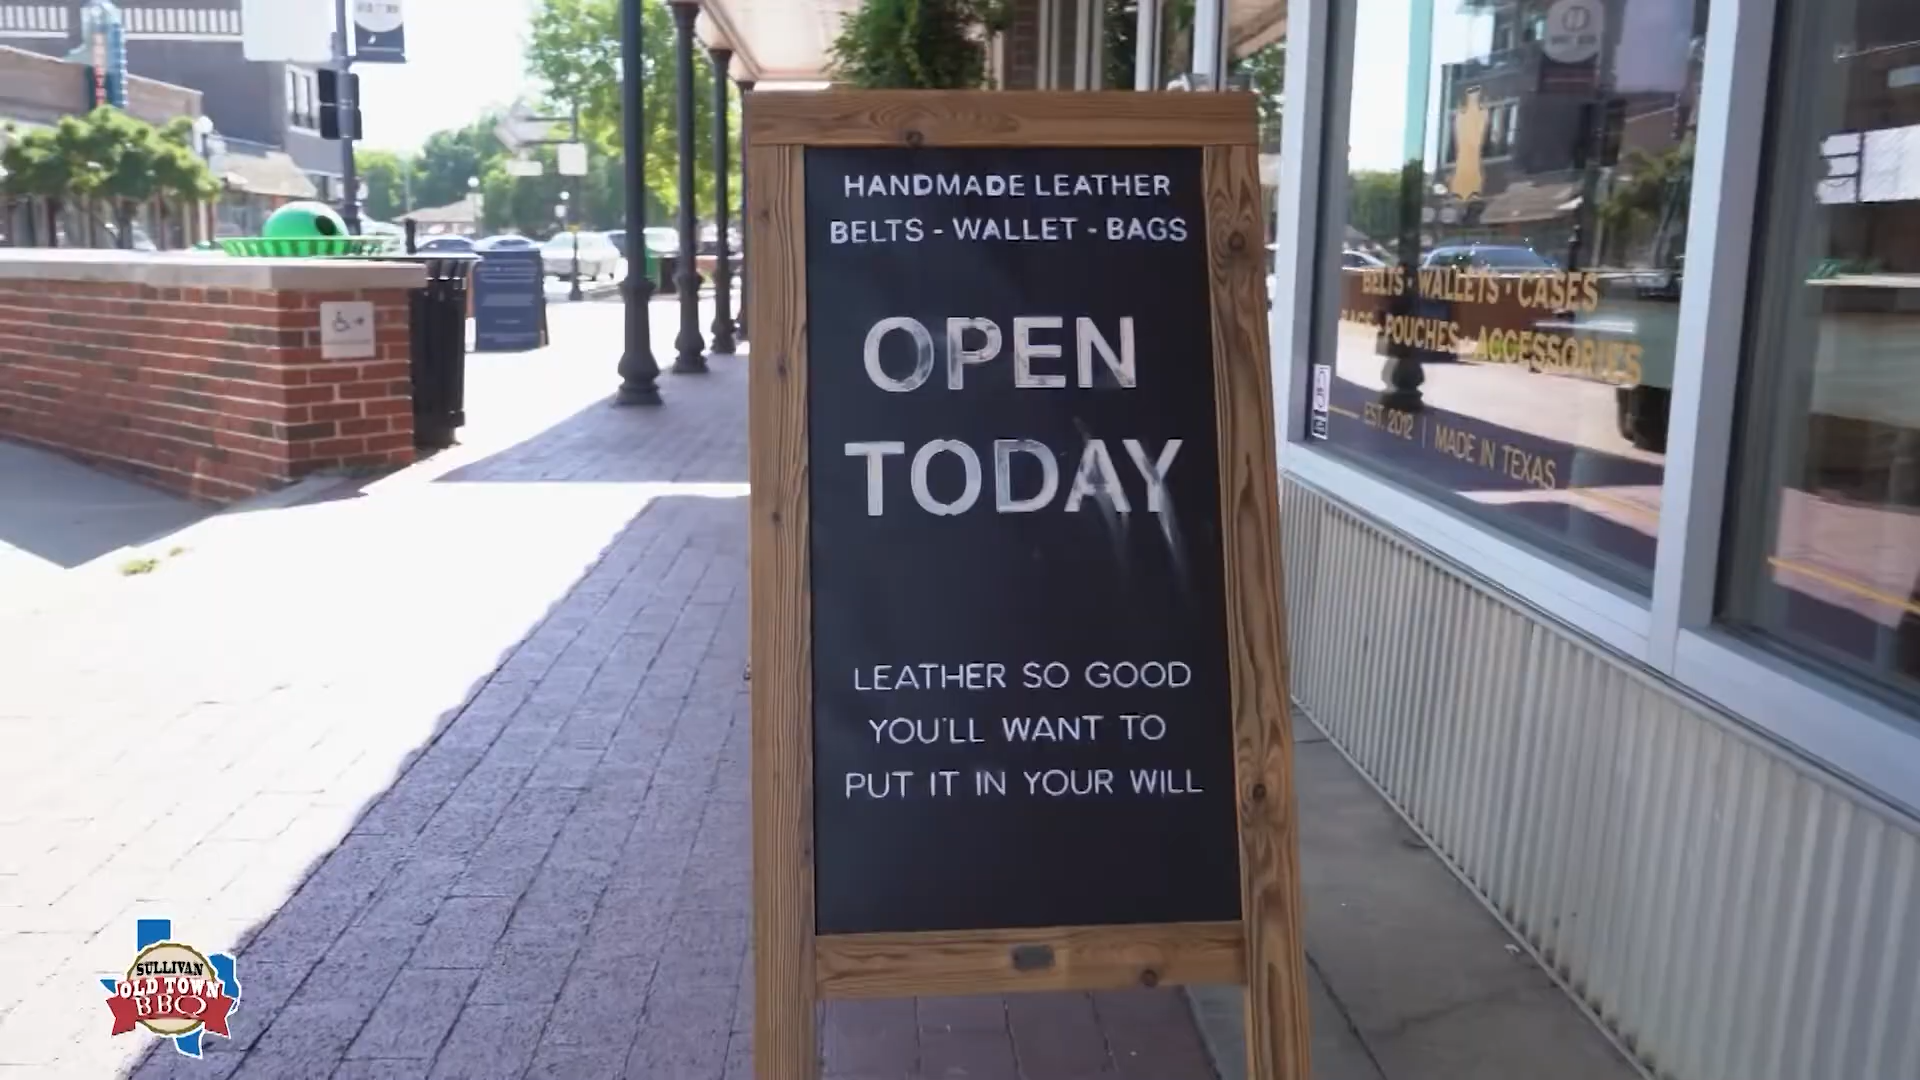 HANDMADE LEATHER
BELTS - WALLET - BAGS
OPEN
TODAY
LEATHER SO GOOD
YOU'LL WANT TO
PUT IT IN YOUR WILL
BELTS · WALLETS · CASES
BAGS · POUCHES · ACCESSORIES
EST. 2012 | MADE IN TEXAS
SULLIVAN
OLD TOWN
BBQ